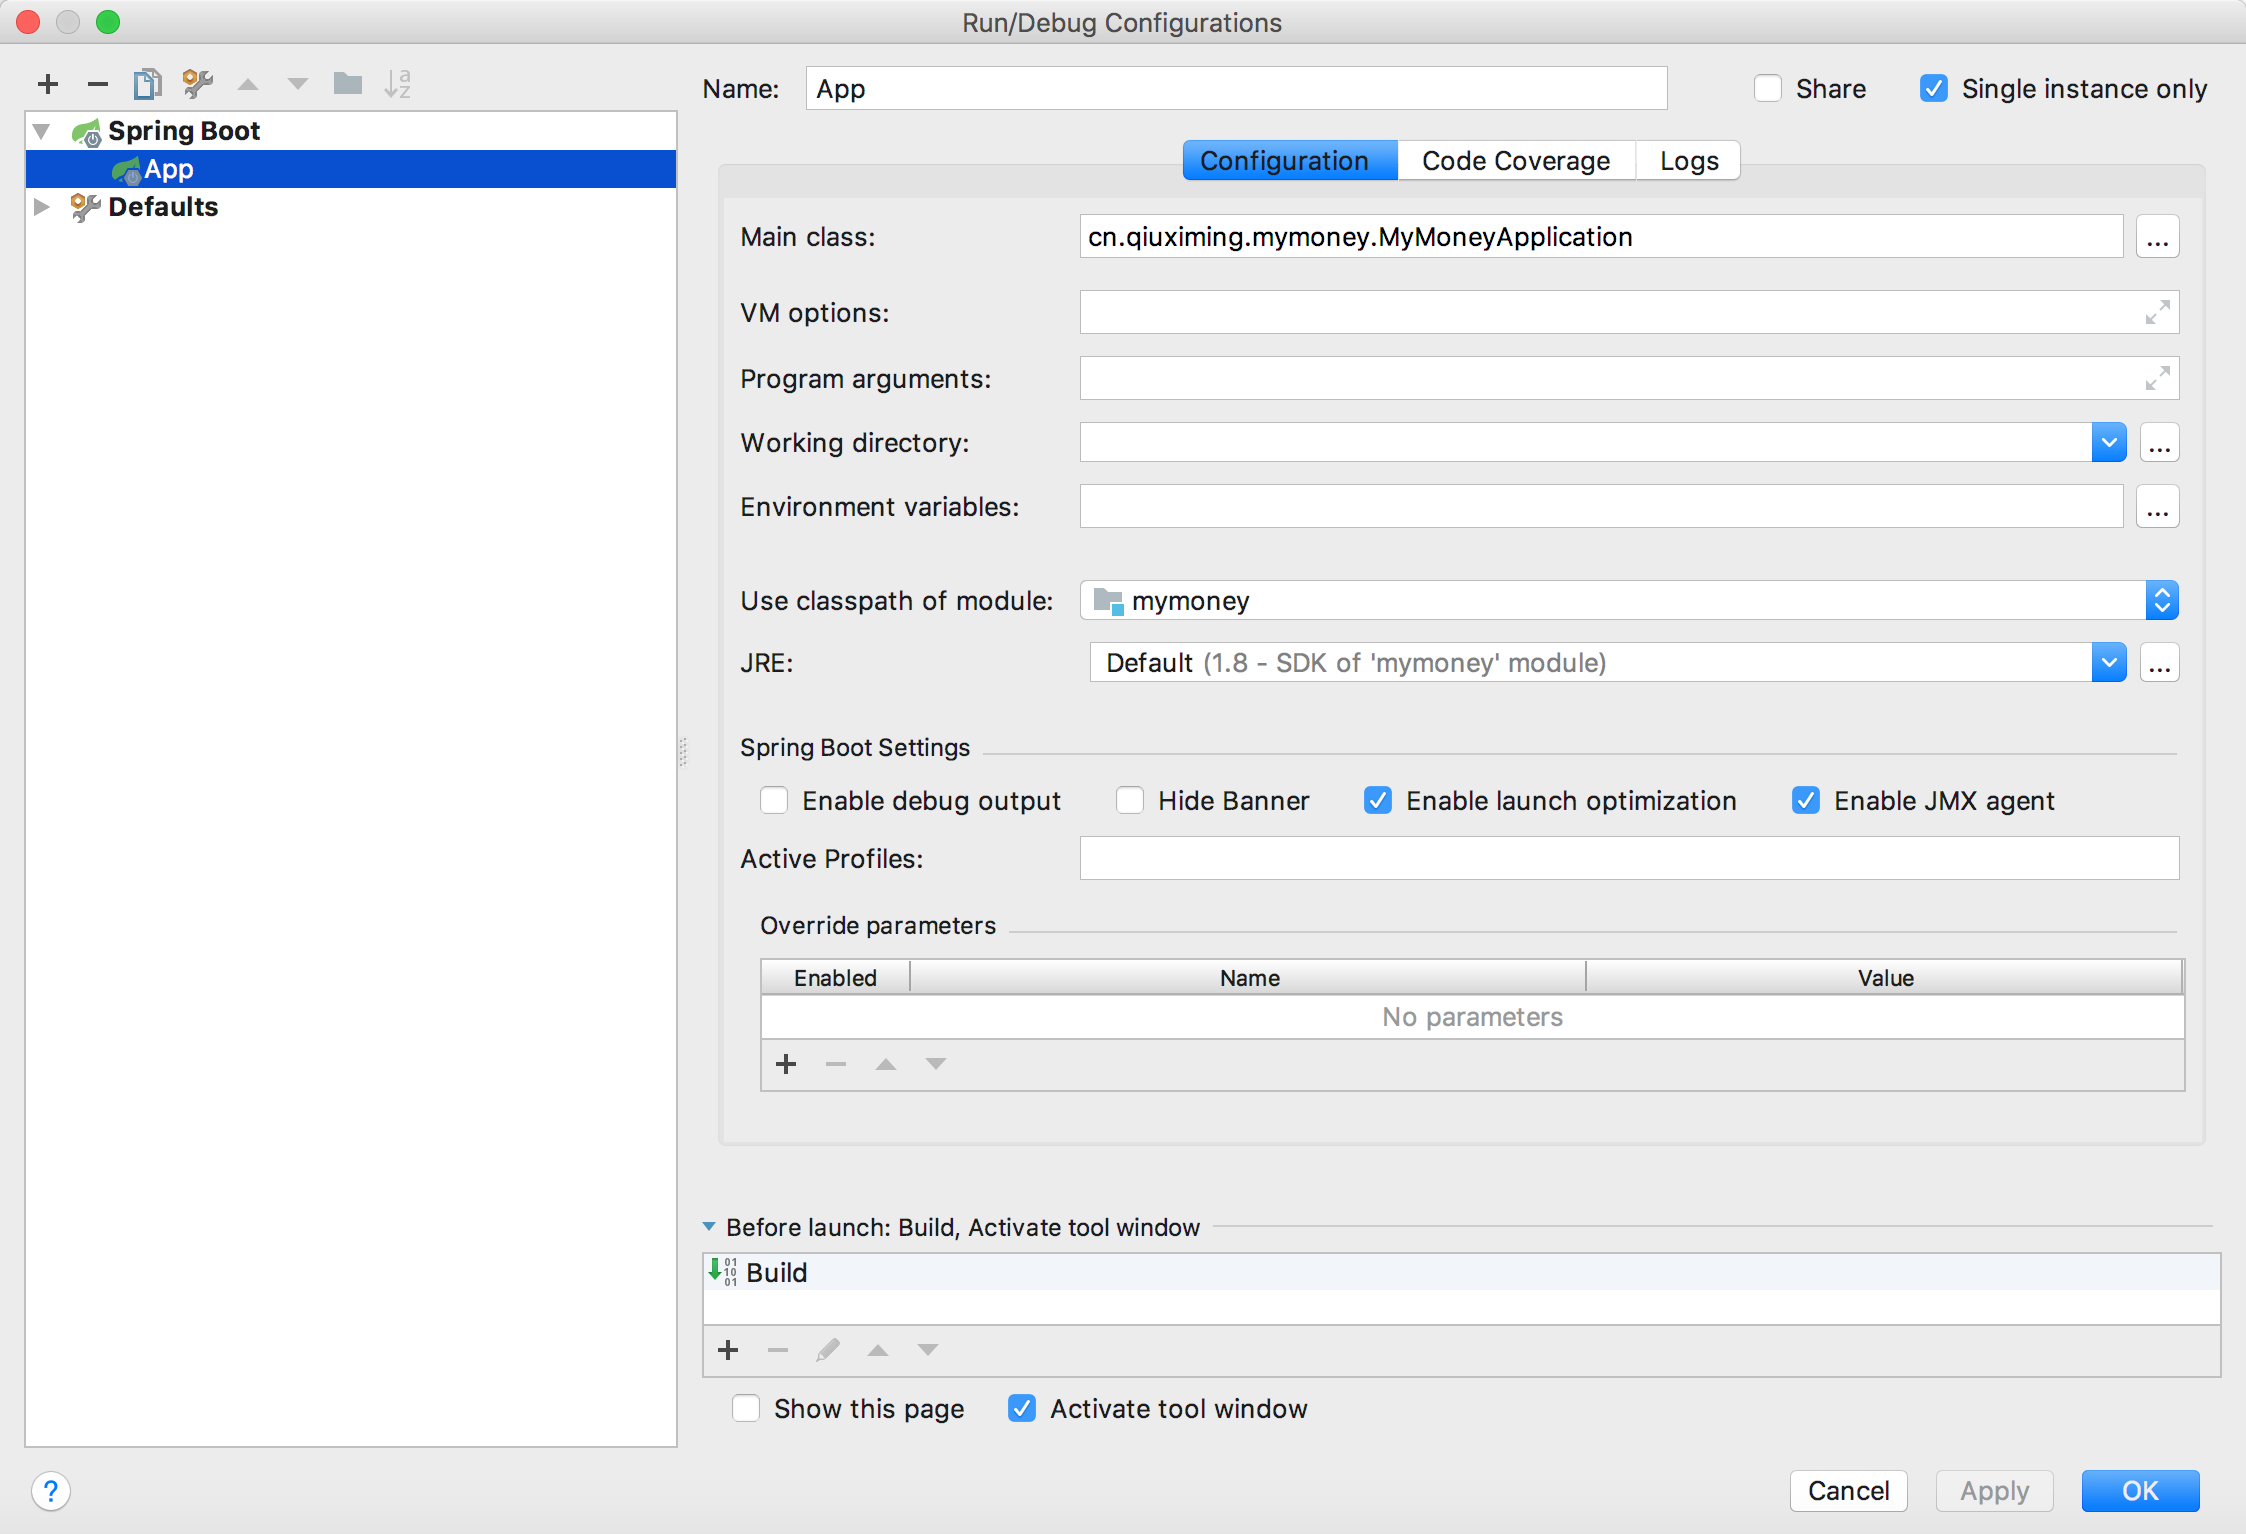 Run/Debug Configurations
Name: App Share Single instance only
Spring Boot
App
Defaults
Configuration Code Coverage Logs
Main class: cn.qiuximing.mymoney.MyMoneyApplication ...
VM options:
Program arguments:
Working directory: ...
Environment variables: ...
Use classpath of module: mymoney
JRE: Default (1.8 - SDK of 'mymoney' module) ...
Spring Boot Settings
Enable debug output Hide Banner Enable launch optimization Enable JMX agent
Active Profiles:
Override parameters
Enabled Name Value
No parameters
Before launch: Build, Activate tool window
Build
Show this page Activate tool window
? Cancel Apply OK